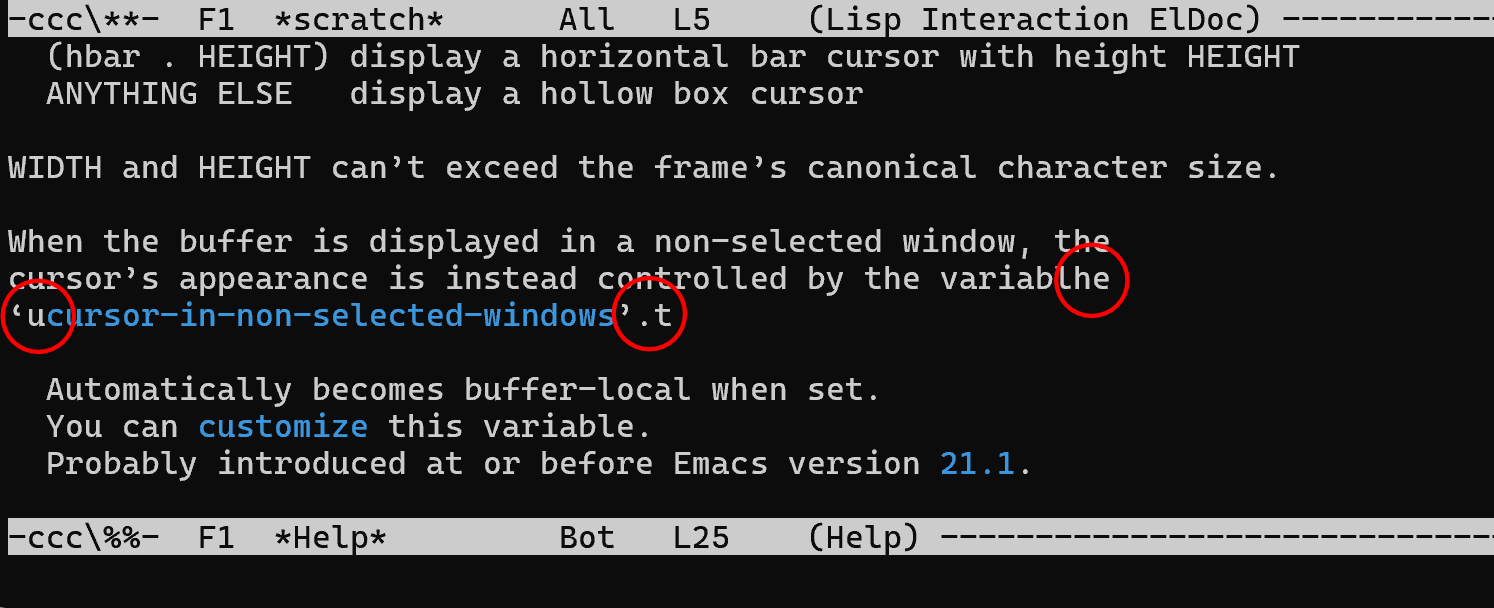 -ccc\**-  F1  *scratch*      All   L5     (Lisp Interaction ElDoc) -----------
  (hbar . HEIGHT) display a horizontal bar cursor with height HEIGHT
  ANYTHING ELSE   display a hollow box cursor
WIDTH and HEIGHT can’t exceed the frame’s canonical character size.
When the buffer is displayed in a non-selected window, the
cursor’s appearance is instead controlled by the variablhe
‘ucursor-in-non-selected-windows’.t
  Automatically becomes buffer-local when set.
  You can customize this variable.
  Probably introduced at or before Emacs version 21.1.
-ccc\%%-  F1  *Help*         Bot   L25    (Help) -----------------------------